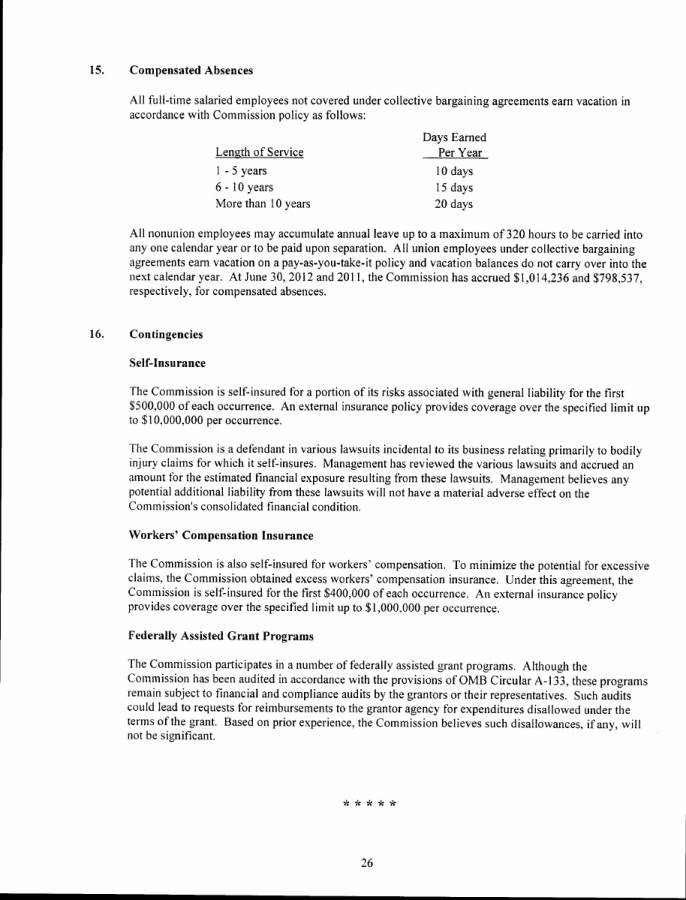 15. Compensated Absences
All full-time salaried employees not covered under collective bargaining agreements earn vacation in
accordance with Commission policy as follows:
Days Earned
Length of Service Per Year
1 - 5 years 10 days
6 - 10 years 15 days
More than 10 years 20 days
All nonunion employees may accumulate annual leave up to a maximum of 320 hours to be carried into
any one calendar year or to be paid upon separation. All union employees under collective bargaining
agreements earn vacation on a pay-as-you-take-it policy and vacation balances do not carry over into the
next calendar year. At June 30, 2012 and 2011, the Commission has accrued $1,014,236 and $798,537,
respectively, for compensated absences.
16. Contingencies
Self-Insurance
The Commission is self-insured for a portion of its risks associated with general liability for the first
$500,000 of each occurrence. An external insurance policy provides coverage over the specified limit up
to $10,000,000 per occurrence.
The Commission is a defendant in various lawsuits incidental to its business relating primarily to bodily
injury claims for which it self-insures. Management has reviewed the various lawsuits and accrued an
amount for the estimated financial exposure resulting from these lawsuits. Management believes any
potential additional liability from these lawsuits will not have a material adverse effect on the
Commission's consolidated financial condition.
Workers' Compensation Insurance
The Commission is also self-insured for workers' compensation. To minimize the potential for excessive
claims, the Commission obtained excess workers' compensation insurance. Under this agreement, the
Commission is self-insured for the first $400,000 of each occurrence. An external insurance policy
provides coverage over the specified limit up to $1,000,000 per occurrence.
Federally Assisted Grant Programs
The Commission participates in a number of federally assisted grant programs. Although the
Commission has been audited in accordance with the provisions of OMB Circular A-133, these programs
remain subject to financial and compliance audits by the grantors or their representatives. Such audits
could lead to requests for reimbursements to the grantor agency for expenditures disallowed under the
terms of the grant. Based on prior experience, the Commission believes such disallowances, if any, will
not be significant.
* * * * *
26